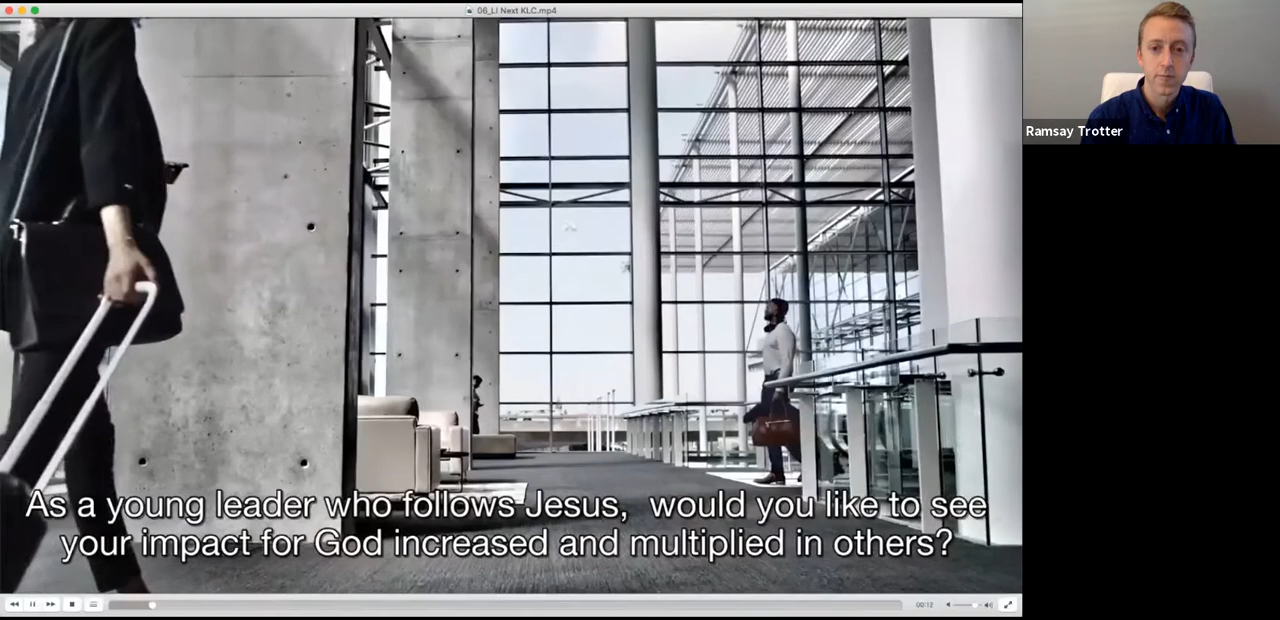 06_LI Next KLC.mp4
Ramsay Trotter
As a young leader who follows Jesus,  would you like to see
your impact for God increased and multiplied in others?
00:12